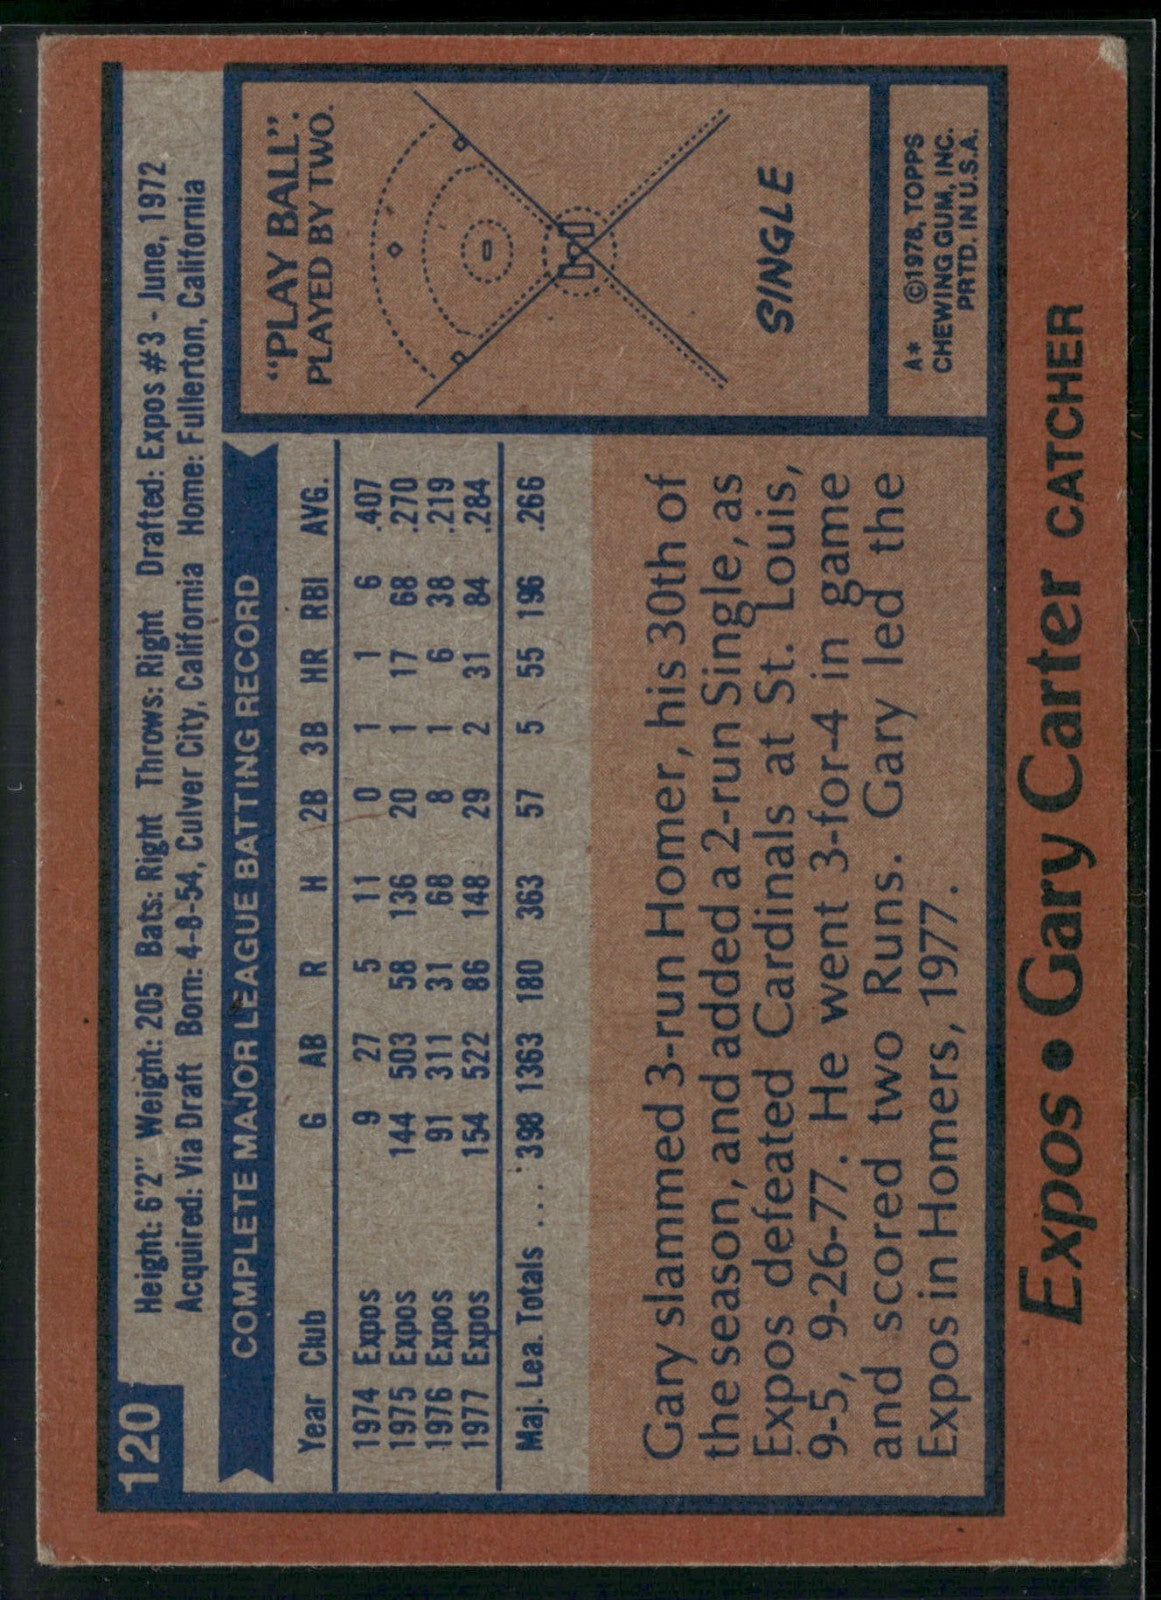 120
Height: 6'2" Weight: 205 Bats: Right Throws: Right Drafted: Expos #3 - June, 1972
Acquired: Via Draft Born: 4-8-54, Culver City, California Home: Fullerton, California
COMPLETE MAJOR LEAGUE BATTING RECORD
Year Club G AB R H 2B 3B HR RBI AVG.
1974 Expos 9 27 5 11 0 1 1 6 .407
1975 Expos 144 503 58 136 20 1 17 68 .270
1976 Expos 91 311 31 68 8 1 6 38 .219
1977 Expos 154 522 86 148 29 2 31 84 .284
Maj. Lea. Totals .... 398 1363 180 363 57 5 55 196 .266
Gary slammed 3-run Homer, his 30th of
the season, and added a 2-run Single, as
Expos defeated Cardinals at St. Louis,
9-5, 9-26-77. He went 3-for-4 in game
and scored two Runs. Gary led the
Expos in Homers, 1977.
"PLAY BALL":
PLAYED BY TWO.
SINGLE
A* ©1978, TOPPS
CHEWING GUM, INC.
PRTD. IN U.S.A.
Expos • Gary Carter CATCHER